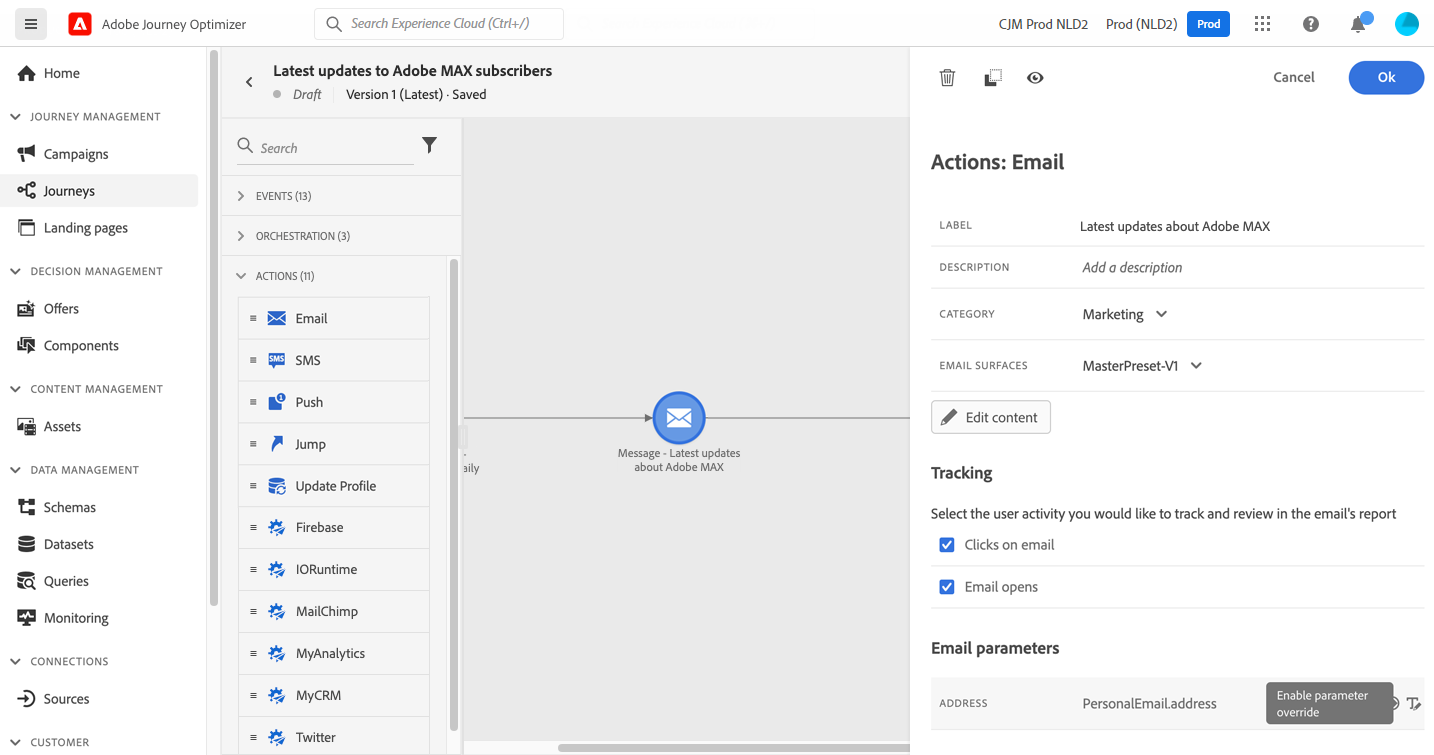 Adobe Journey Optimizer
Search Experience Cloud (Ctrl+/)
CJM Prod NLD2
Prod (NLD2)
Prod
Home
JOURNEY MANAGEMENT
Campaigns
Journeys
Landing pages
DECISION MANAGEMENT
Offers
Components
CONTENT MANAGEMENT
Assets
DATA MANAGEMENT
Schemas
Datasets
Queries
Monitoring
CONNECTIONS
Sources
CUSTOMER
Latest updates to Adobe MAX subscribers
Draft
Version 1 (Latest) · Saved
Search
EVENTS (13)
ORCHESTRATION (3)
ACTIONS (11)
Email
SMS
SMS
Push
Jump
Update Profile
Firebase
IORuntime
MailChimp
MyAnalytics
MyCRM
Twitter
aily
Message - Latest updates
about Adobe MAX
Cancel
Ok
Actions: Email
LABEL
Latest updates about Adobe MAX
DESCRIPTION
Add a description
CATEGORY
Marketing
EMAIL SURFACES
MasterPreset-V1
Edit content
Tracking
Select the user activity you would like to track and review in the email's report
Clicks on email
Email opens
Email parameters
ADDRESS
PersonalEmail.address
Enable parameter
override